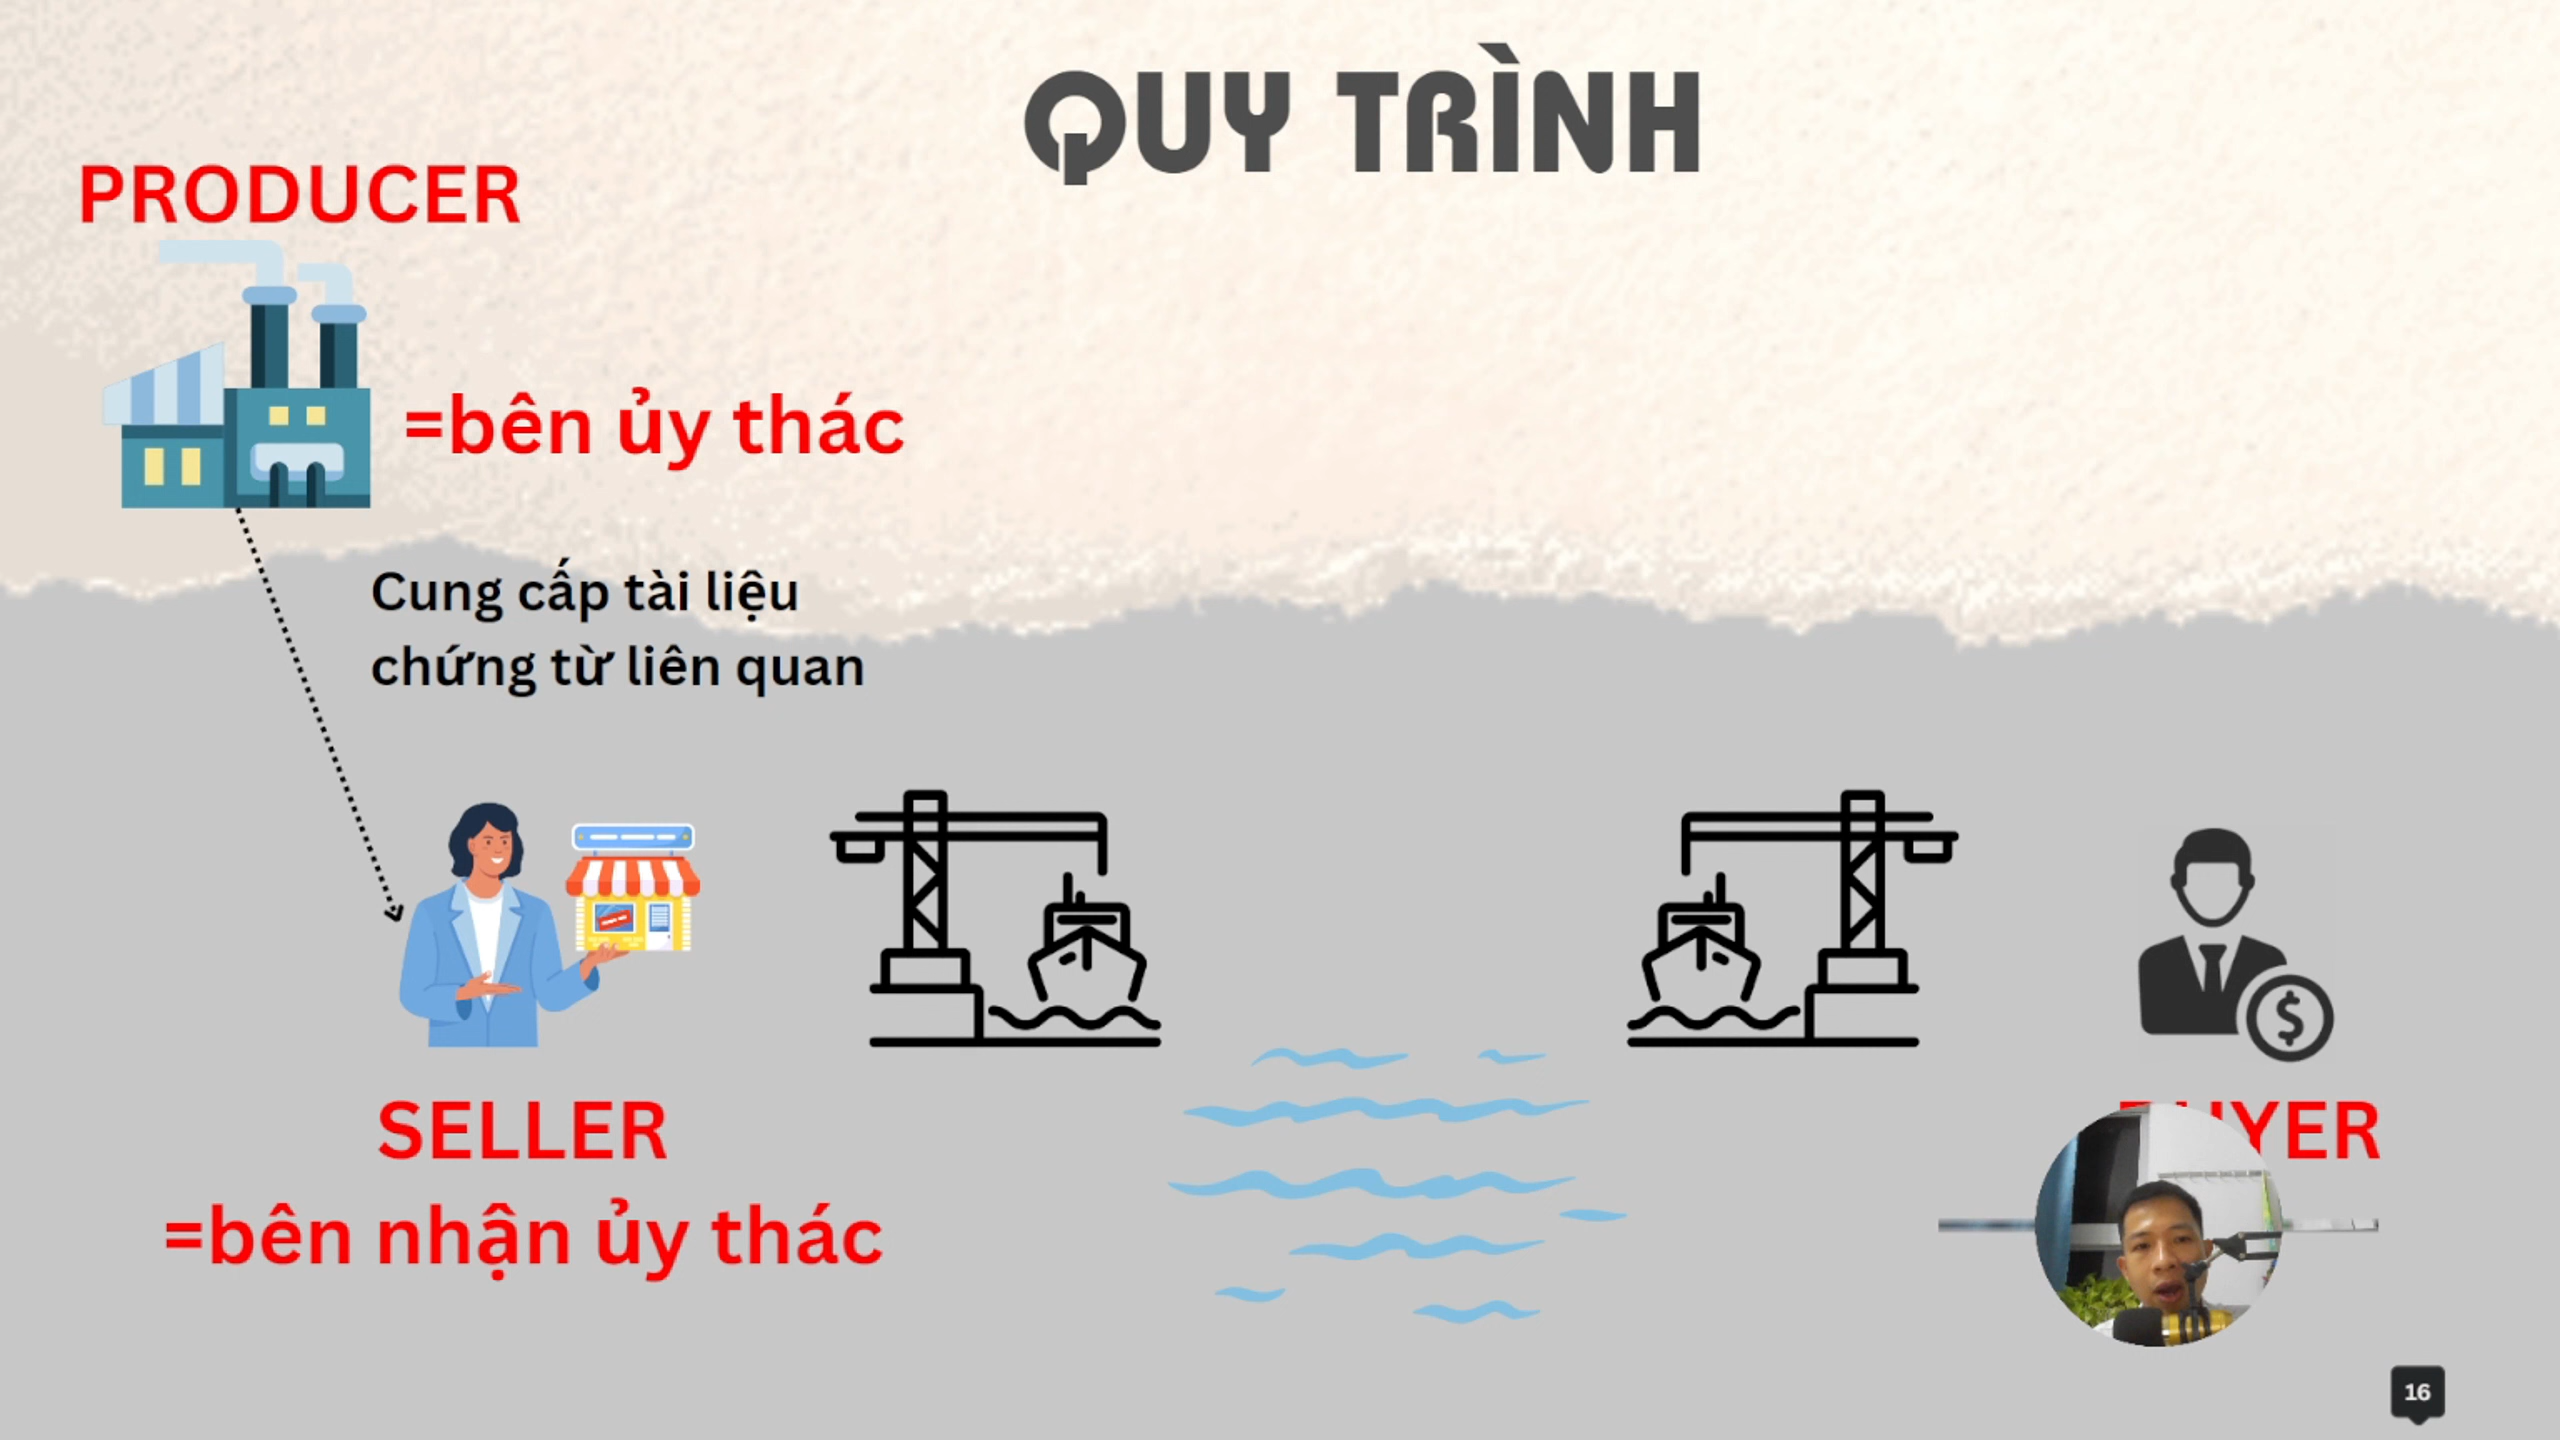 QUY TRÌNH
PRODUCER
=bên ủy thác
Cung cấp tài liệu
chứng từ liên quan
SELLER
=bên nhận ủy thác
$
16